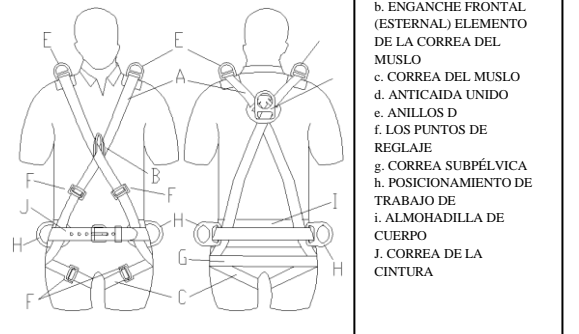 E
E
A
B
F
F
J
H
H
I
G
H
F
C
b. ENGANCHE FRONTAL
(ESTERNAL) ELEMENTO
DE LA CORREA DEL
MUSLO
c. CORREA DEL MUSLO
d. ANTICAIDA UNIDO
e. ANILLOS D
f. LOS PUNTOS DE
REGLAJE
g. CORREA SUBPÉLVICA
h. POSICIONAMIENTO DE
TRABAJO DE
i. ALMOHADILLA DE
CUERPO
J. CORREA DE LA
CINTURA